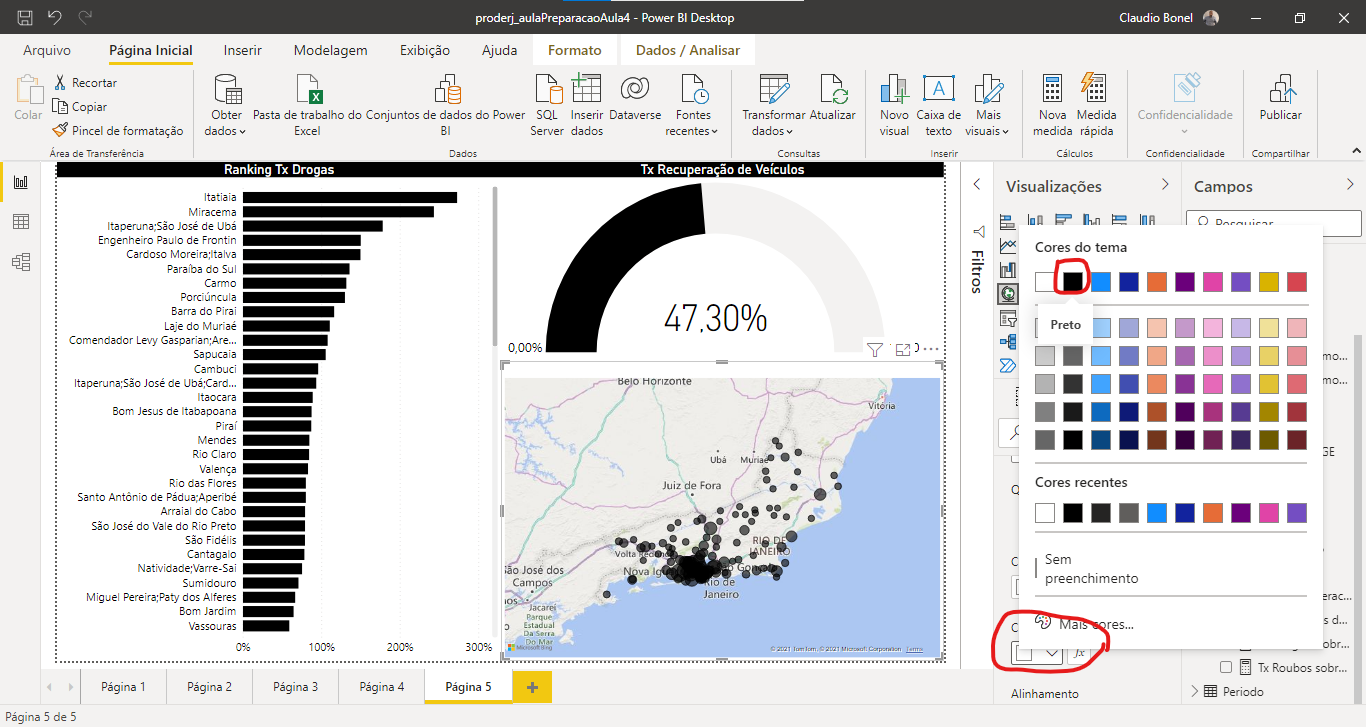 proderj_aulaPreparacaoAula4 - Power BI Desktop
Claudio Bonel
Arquivo
Página Inicial
Inserir
Modelagem
Exibição
Ajuda
Formato
Dados / Analisar
Colar
Recortar
Copiar
Pincel de formatação
Área de Transferência
Obter
dados
Pasta de trabalho do
Excel
Conjuntos de dados do Power
BI
SQL
Server
Inserir
dados
Dataverse
Fontes
recentes
Dados
Transformar
dados
Atualizar
Consultas
Novo
visual
Caixa de
texto
Mais
visuais
Inserir
Nova
medida
Medida
rápida
Cálculos
Confidencialidade
Confidencialidade
Publicar
Compartilhar
Ranking Tx Drogas
Itatiaia
Miracema
Itaperuna;São José de Ubá
Engenheiro Paulo de Frontin
Cardoso Moreira;Italva
Paraíba do Sul
Carmo
Porciúncula
Barra do Piraí
Laje do Muriaé
Comendador Levy Gasparian;Are...
Sapucaia
Cambuci
Itaperuna;São José de Ubá;Card...
Itaocara
Bom Jesus de Itabapoana
Piraí
Mendes
Rio Claro
Valença
Rio das Flores
Santo Antônio de Pádua;Aperibé
Arraial do Cabo
São José do Vale do Rio Preto
São Fidélis
Cantagalo
Natividade;Varre-Sai
Sumidouro
Miguel Pereira;Paty dos Alferes
Bom Jardim
Vassouras
0%
100%
200%
300%
Tx Recuperação de Veículos
47,30%
0,00%
Belo Horizonte
Vitória
Ubá
Muriaé
Juiz de Fora
RIO DE
JANEIRO
Volta Redon
Nova Igu
o Gonç
São José dos
Campos
Rio de
Janeiro
Jacareí
Parque
Estadual
Da Serra
Do Mar
Microsoft Bing
© 2021 TomTom, © 2021 Microsoft Corporation
Terms
Filtros
Visualizações
Campos
Pesquisar
Cores do tema
Preto
Cores recentes
Sem
preenchimento
Mais cores...
fx
Alinhamento
Tx Roubos sobr...
Periodo
Página 1
Página 2
Página 3
Página 4
Página 5
Página 5 de 5